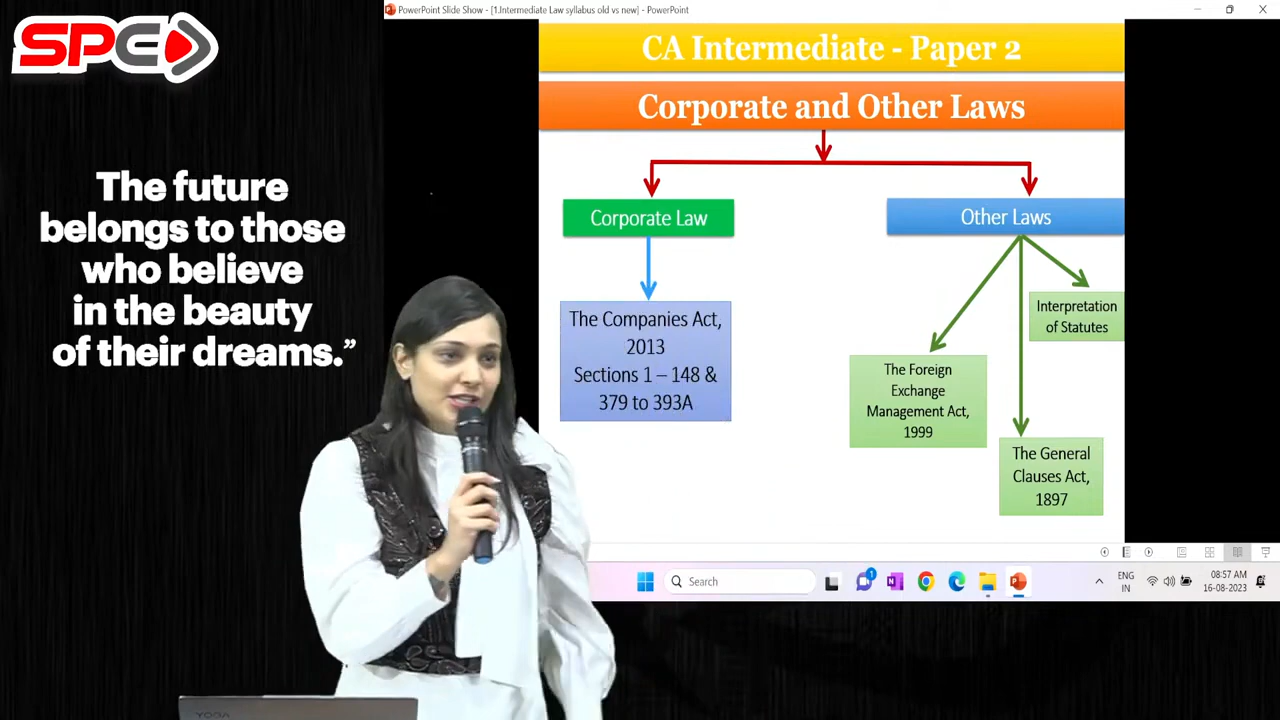 SPC
The future
belongs to those
who believe
in the beauty
of their dreams.”
PowerPoint Slide Show - [1.Intermediate Law syllabus old vs new] - PowerPoint
CA Intermediate - Paper 2
Corporate and Other Laws
Corporate Law
Other Laws
The Companies Act,
2013
Sections 1 – 148 &
379 to 393A
Interpretation
of Statutes
The Foreign
Exchange
Management Act,
1999
The General
Clauses Act,
1897
Search
1
ENG
IN
08:57 AM
16-08-2023
YOGA